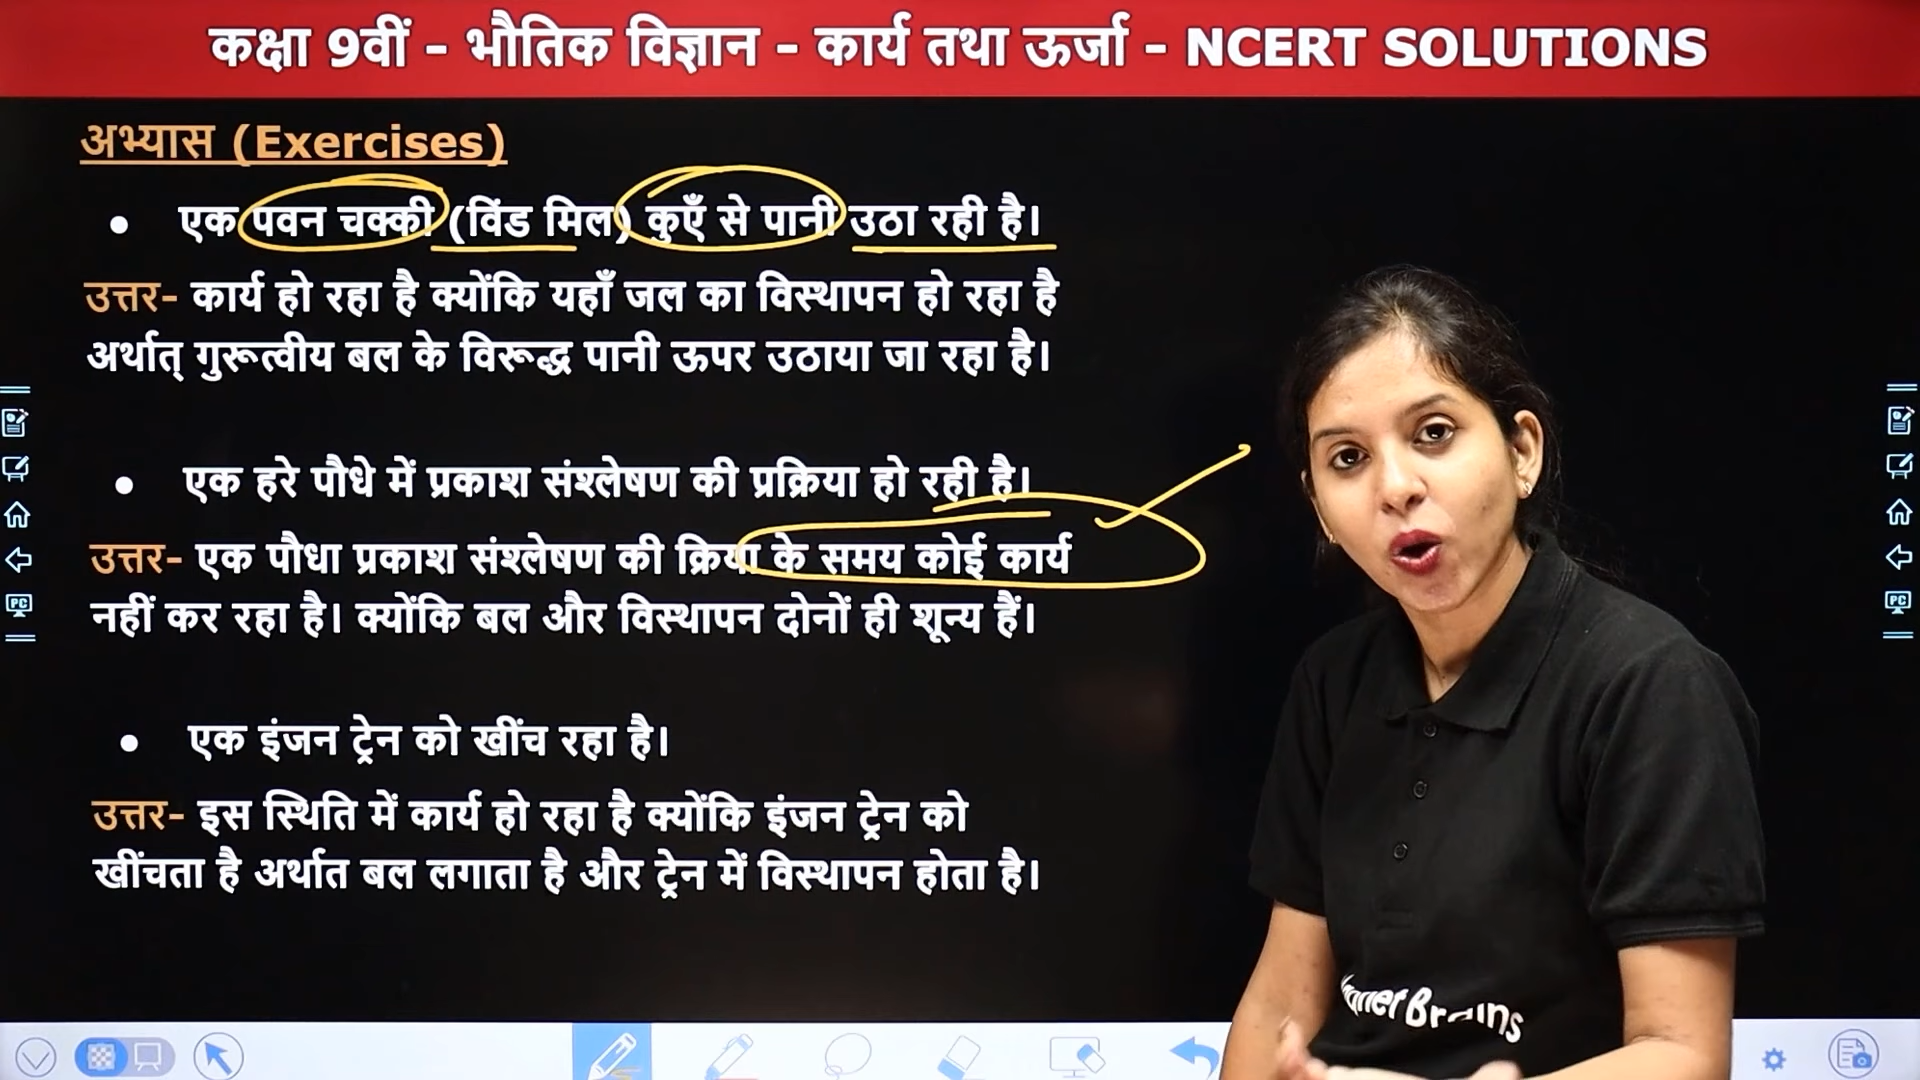 कक्षा 9वीं - भौतिक विज्ञान - कार्य तथा ऊर्जा - NCERT SOLUTIONS
अभ्यास (Exercises)
• एक पवन चक्की (विंड मिल) कुएँ से पानी उठा रही है।
उत्तर- कार्य हो रहा है क्योंकि यहाँ जल का विस्थापन हो रहा है
अर्थात् गुरूत्वीय बल के विरूद्ध पानी ऊपर उठाया जा रहा है।
• एक हरे पौधे में प्रकाश संश्लेषण की प्रक्रिया हो रही है।
उत्तर- एक पौधा प्रकाश संश्लेषण की क्रिया के समय कोई कार्य
नहीं कर रहा है। क्योंकि बल और विस्थापन दोनों ही शून्य हैं।
• एक इंजन ट्रेन को खींच रहा है।
उत्तर- इस स्थिति में कार्य हो रहा है क्योंकि इंजन ट्रेन को
खींचता है अर्थात बल लगाता है और ट्रेन में विस्थापन होता है।
PC
PC
Brains